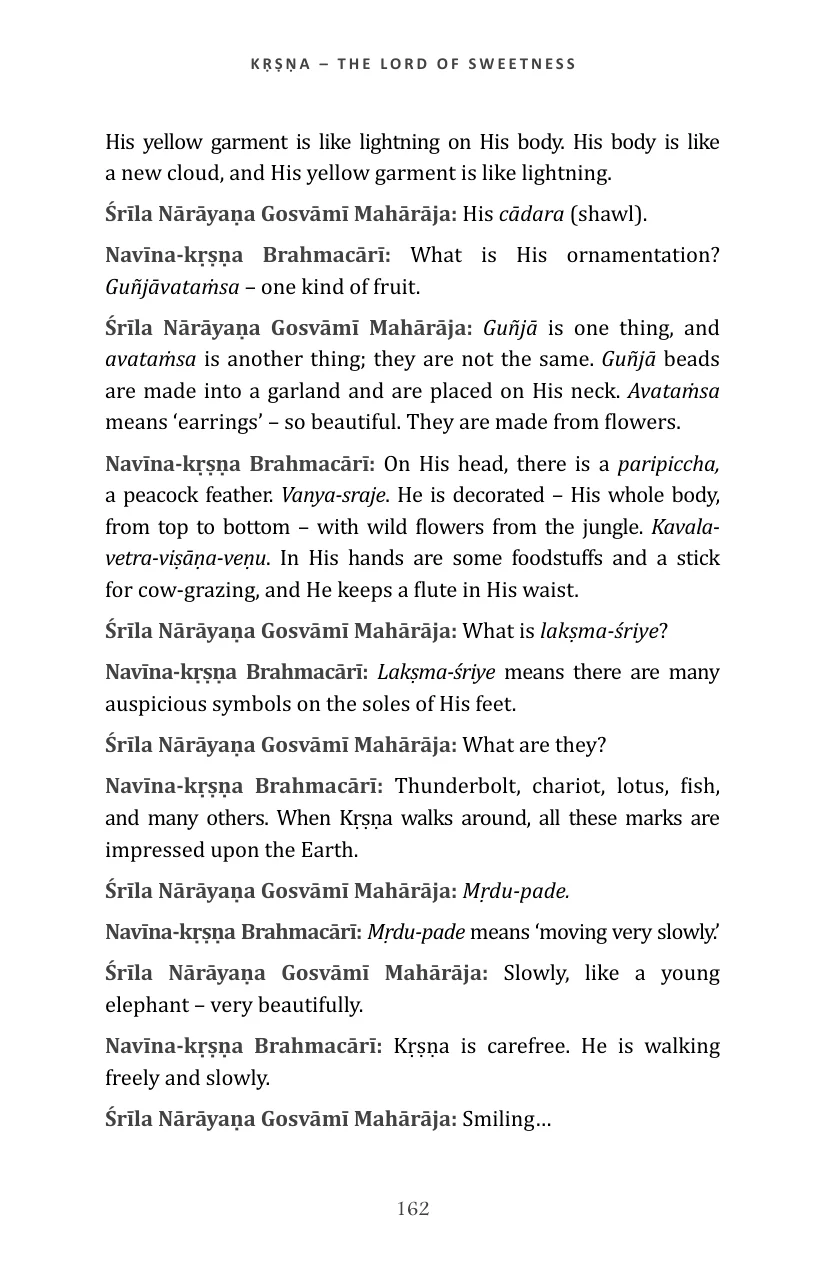 KṚṢṆA – THE LORD OF SWEETNESS
His yellow garment is like lightning on His body. His body is like
a new cloud, and His yellow garment is like lightning.
Śrīla Nārāyaṇa Gosvāmī Mahārāja: His cādara (shawl).
Navīna-kṛṣṇa Brahmacārī: What is His ornamentation?
Guñjāvataṁsa – one kind of fruit.
Śrīla Nārāyaṇa Gosvāmī Mahārāja: Guñjā is one thing, and
avataṁsa is another thing; they are not the same. Guñjā beads
are made into a garland and are placed on His neck. Avataṁsa
means ‘earrings’ – so beautiful. They are made from flowers.
Navīna-kṛṣṇa Brahmacārī: On His head, there is a paripiccha,
a peacock feather. Vanya-sraje. He is decorated – His whole body,
from top to bottom – with wild flowers from the jungle. Kavala-
vetra-viṣāṇa-veṇu. In His hands are some foodstuffs and a stick
for cow-grazing, and He keeps a flute in His waist.
Śrīla Nārāyaṇa Gosvāmī Mahārāja: What is lakṣma-śriye?
Navīna-kṛṣṇa Brahmacārī: Lakṣma-śriye means there are many
auspicious symbols on the soles of His feet.
Śrīla Nārāyaṇa Gosvāmī Mahārāja: What are they?
Navīna-kṛṣṇa Brahmacārī: Thunderbolt, chariot, lotus, fish,
and many others. When Kṛṣṇa walks around, all these marks are
impressed upon the Earth.
Śrīla Nārāyaṇa Gosvāmī Mahārāja: Mṛdu-pade.
Navīna-kṛṣṇa Brahmacārī: Mṛdu-pade means ‘moving very slowly.’
Śrīla Nārāyaṇa Gosvāmī Mahārāja: Slowly, like a young
elephant – very beautifully.
Navīna-kṛṣṇa Brahmacārī: Kṛṣṇa is carefree. He is walking
freely and slowly.
Śrīla Nārāyaṇa Gosvāmī Mahārāja: Smiling…
162